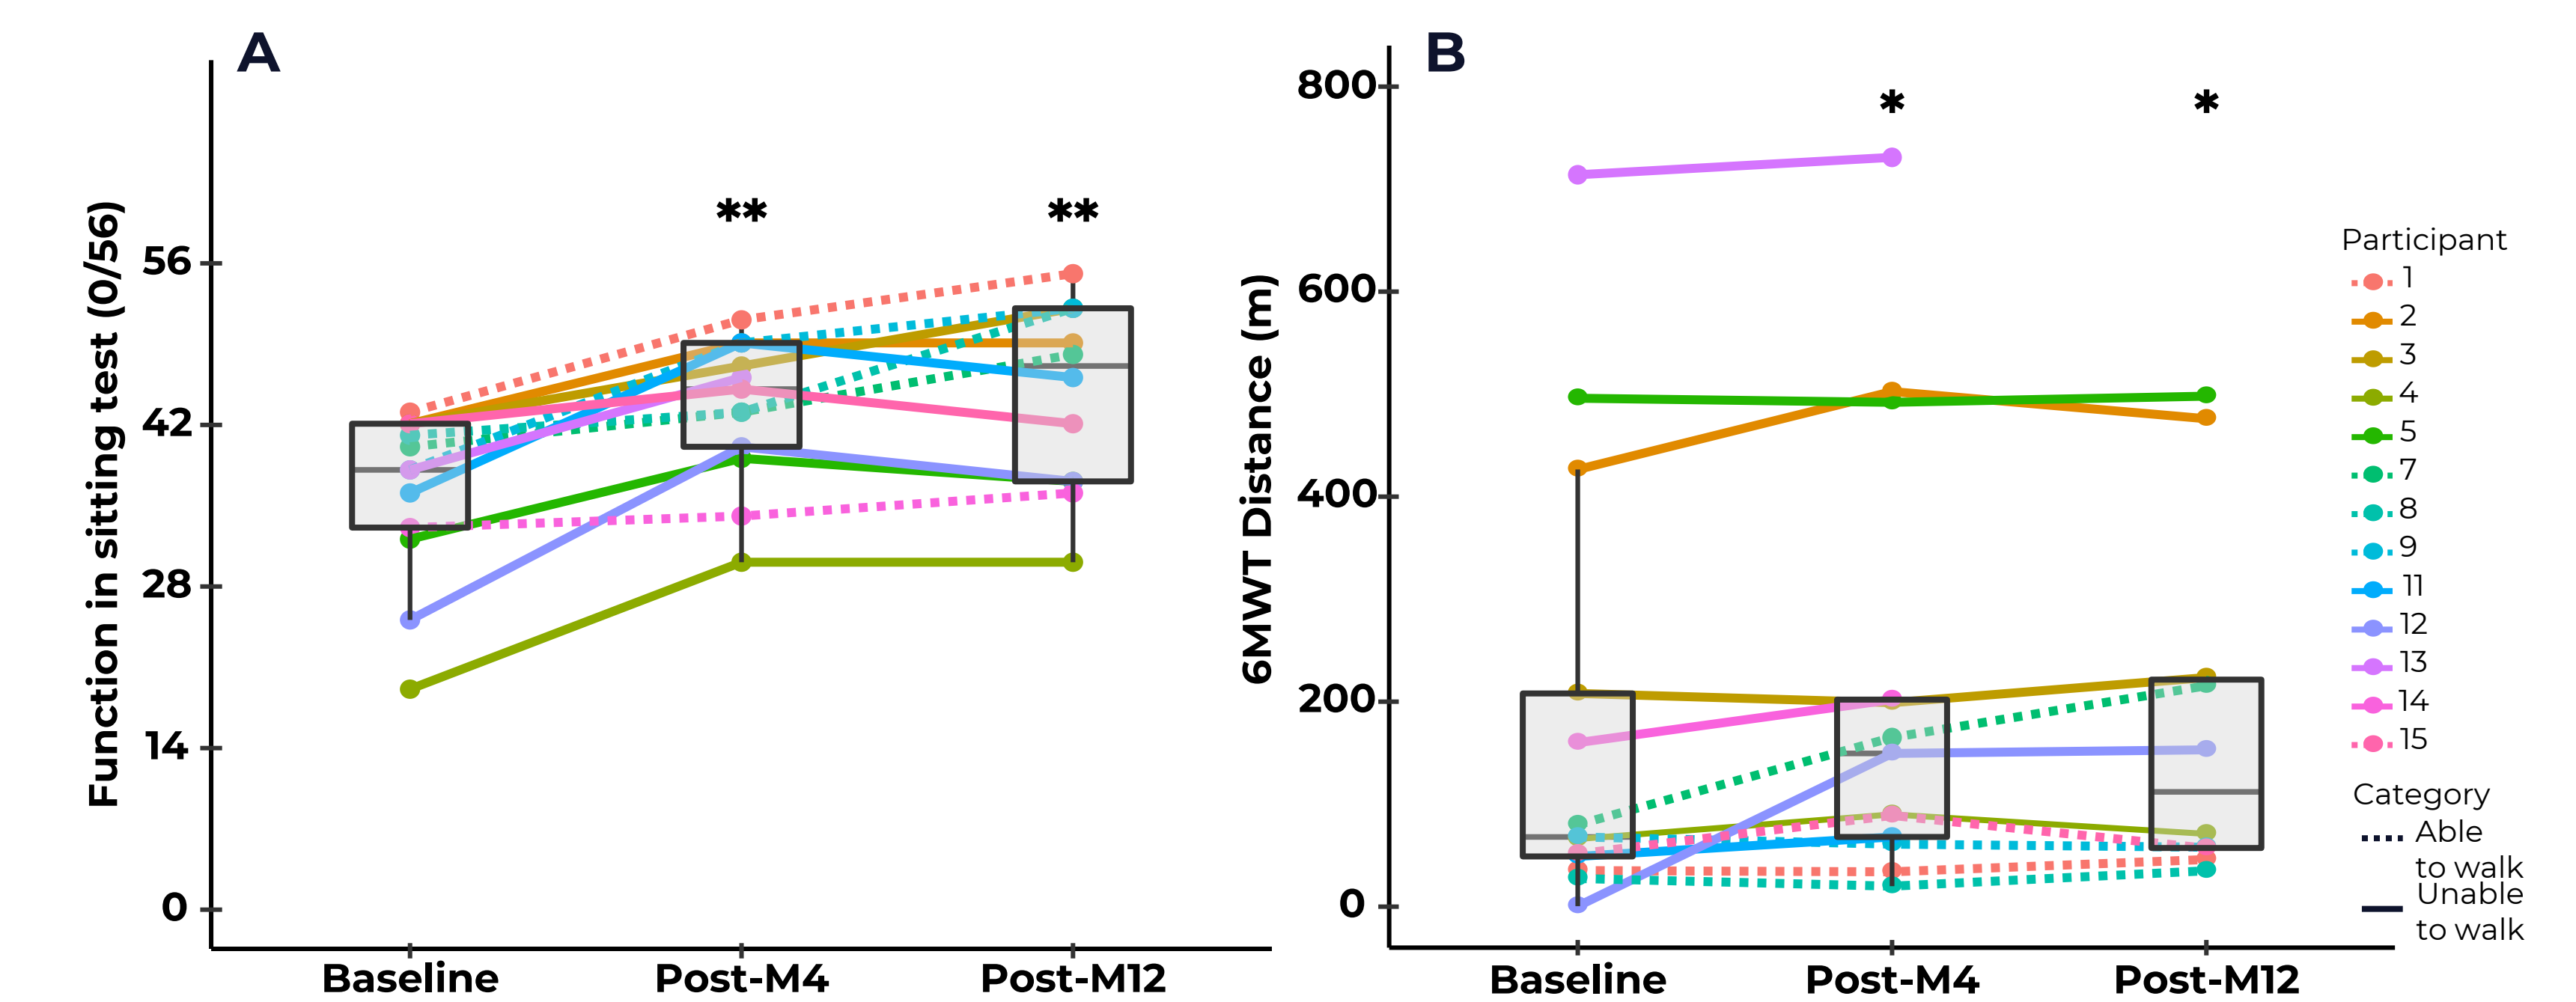 A
Function in sitting test (0/56)
56
42
28
14
0
**
**
Baseline
Post-M4
Post-M12
B
6MWT Distance (m)
800
600
400
200
0
*
*
Baseline
Post-M4
Post-M12
Participant
1
2
3
4
5
7
8
9
11
12
13
14
15
Category
Able
to walk
Unable
to walk